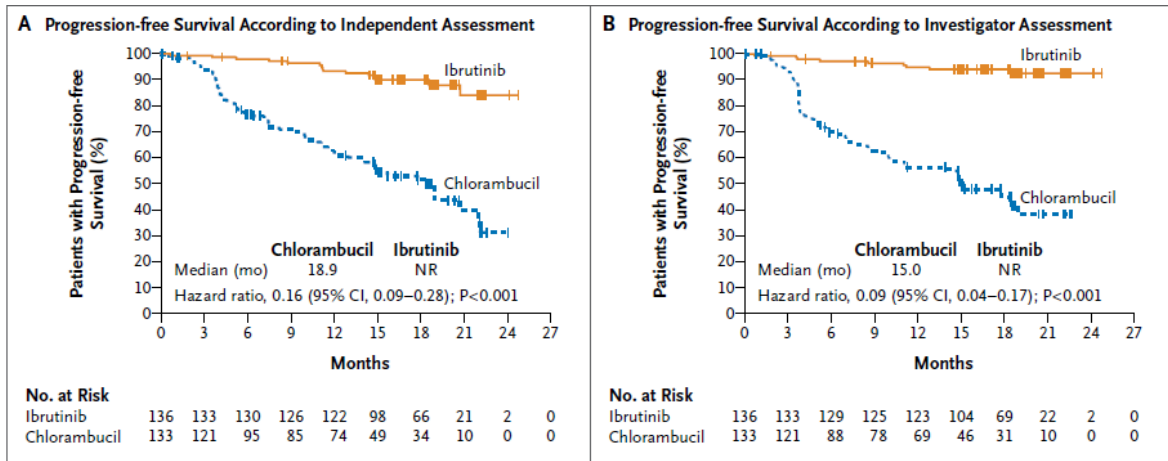 A Progression-free Survival According to Independent Assessment
Patients with Progression-free
Survival (%)
100
90
80
70
60
50
40
30
20
10
0
Ibrutinib
Chlorambucil
Chlorambucil Ibrutinib
Median (mo) 18.9 NR
Hazard ratio, 0.16 (95% CI, 0.09–0.28); P<0.001
0 3 6 9 12 15 18 21 24 27
Months
No. at Risk
Ibrutinib 136 133 130 126 122 98 66 21 2 0
Chlorambucil 133 121 95 85 74 49 34 10 0 0
B Progression-free Survival According to Investigator Assessment
Patients with Progression-free
Survival (%)
100
90
80
70
60
50
40
30
20
10
0
Ibrutinib
Chlorambucil
Chlorambucil Ibrutinib
Median (mo) 15.0 NR
Hazard ratio, 0.09 (95% CI, 0.04–0.17); P<0.001
0 3 6 9 12 15 18 21 24 27
Months
No. at Risk
Ibrutinib 136 133 129 125 123 104 69 22 2 0
Chlorambucil 133 121 88 78 69 46 31 10 0 0